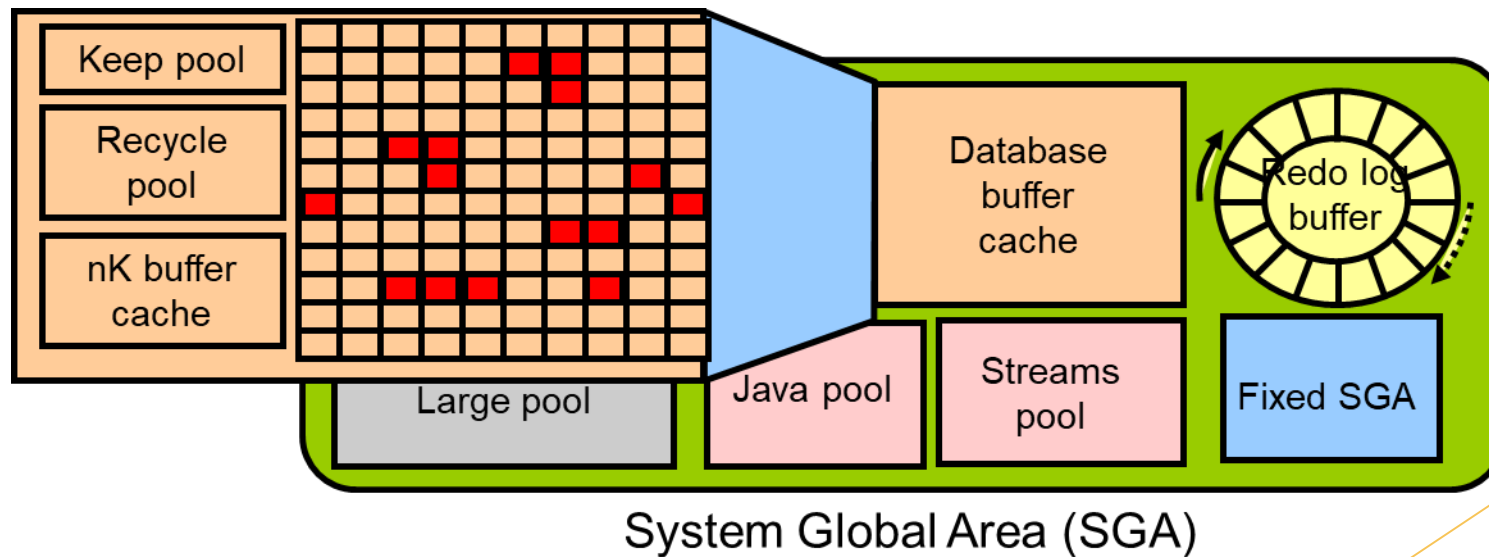 Keep pool
Recycle
pool
nK buffer
cache
Database
buffer
cache
Redo log
buffer
Large pool
Java pool
Streams
pool
Fixed SGA
System Global Area (SGA)